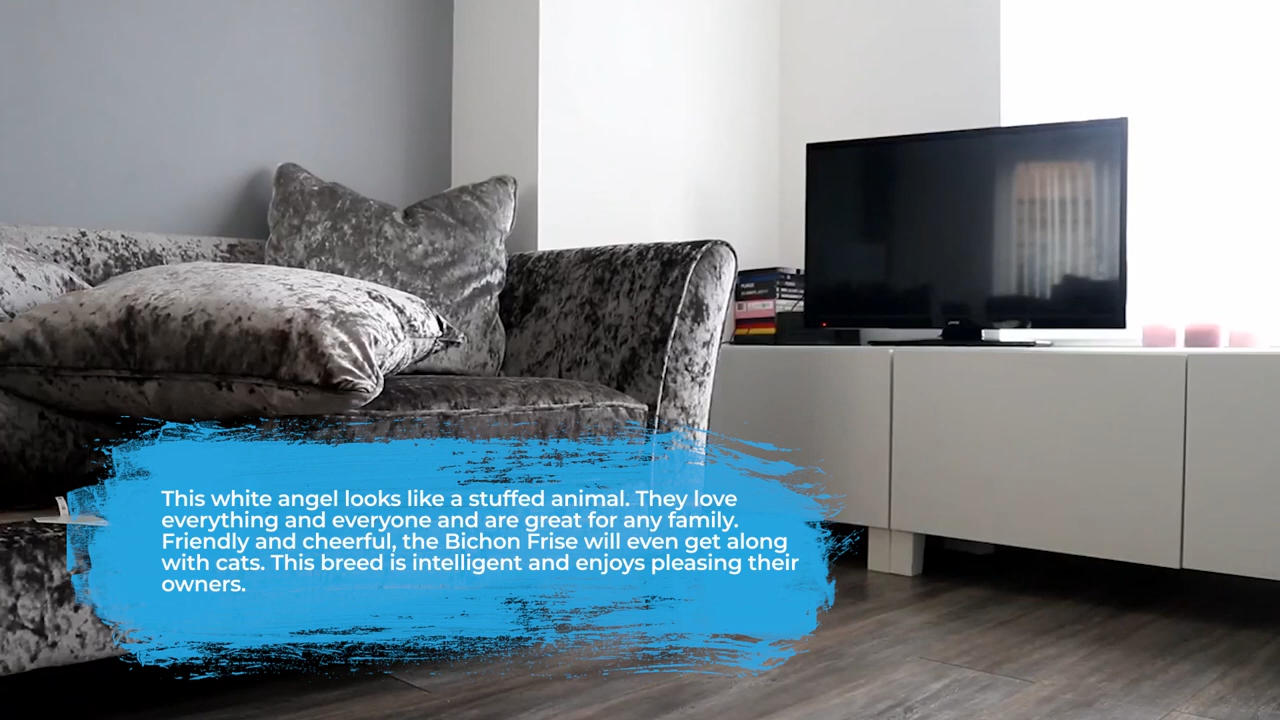 This white angel looks like a stuffed animal. They love
everything and everyone and are great for any family.
Friendly and cheerful, the Bichon Frise will even get along
with cats. This breed is intelligent and enjoys pleasing their
owners.